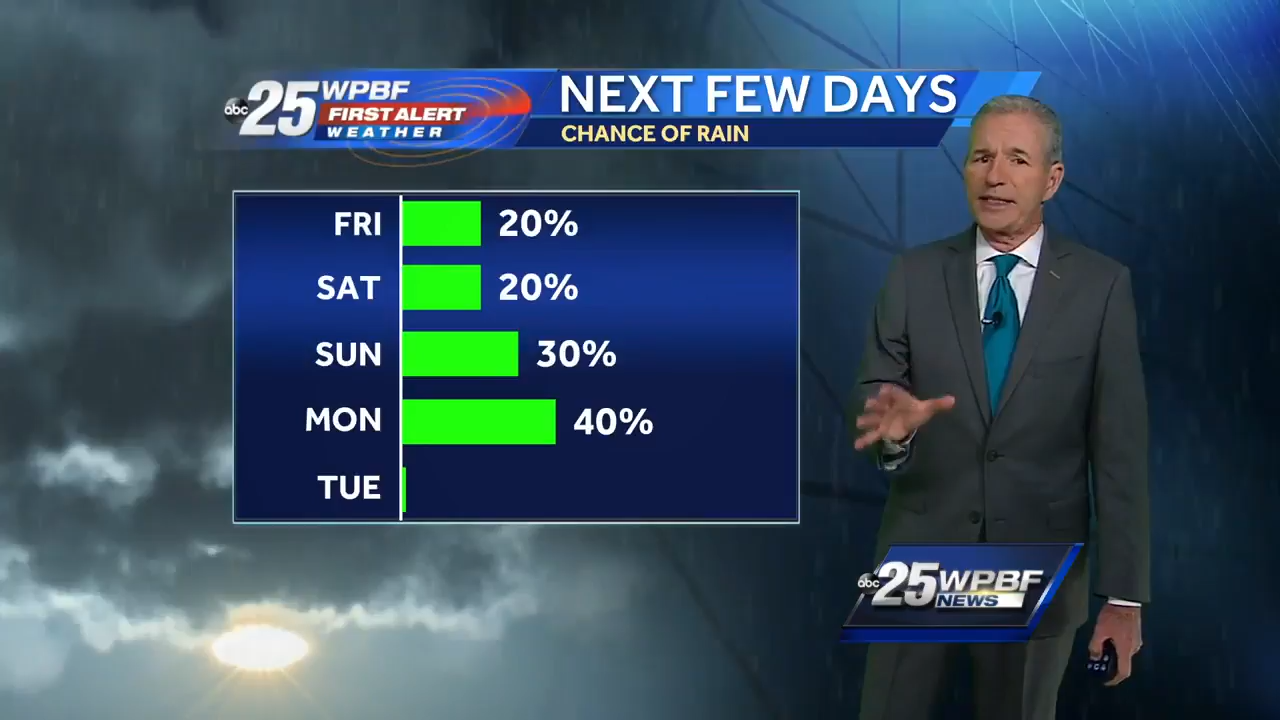 abc 25 WPBF
FIRST ALERT
WEATHER
NEXT FEW DAYS
CHANCE OF RAIN
FRI 20%
SAT 20%
SUN 30%
MON 40%
TUE
abc 25 WPBF
NEWS